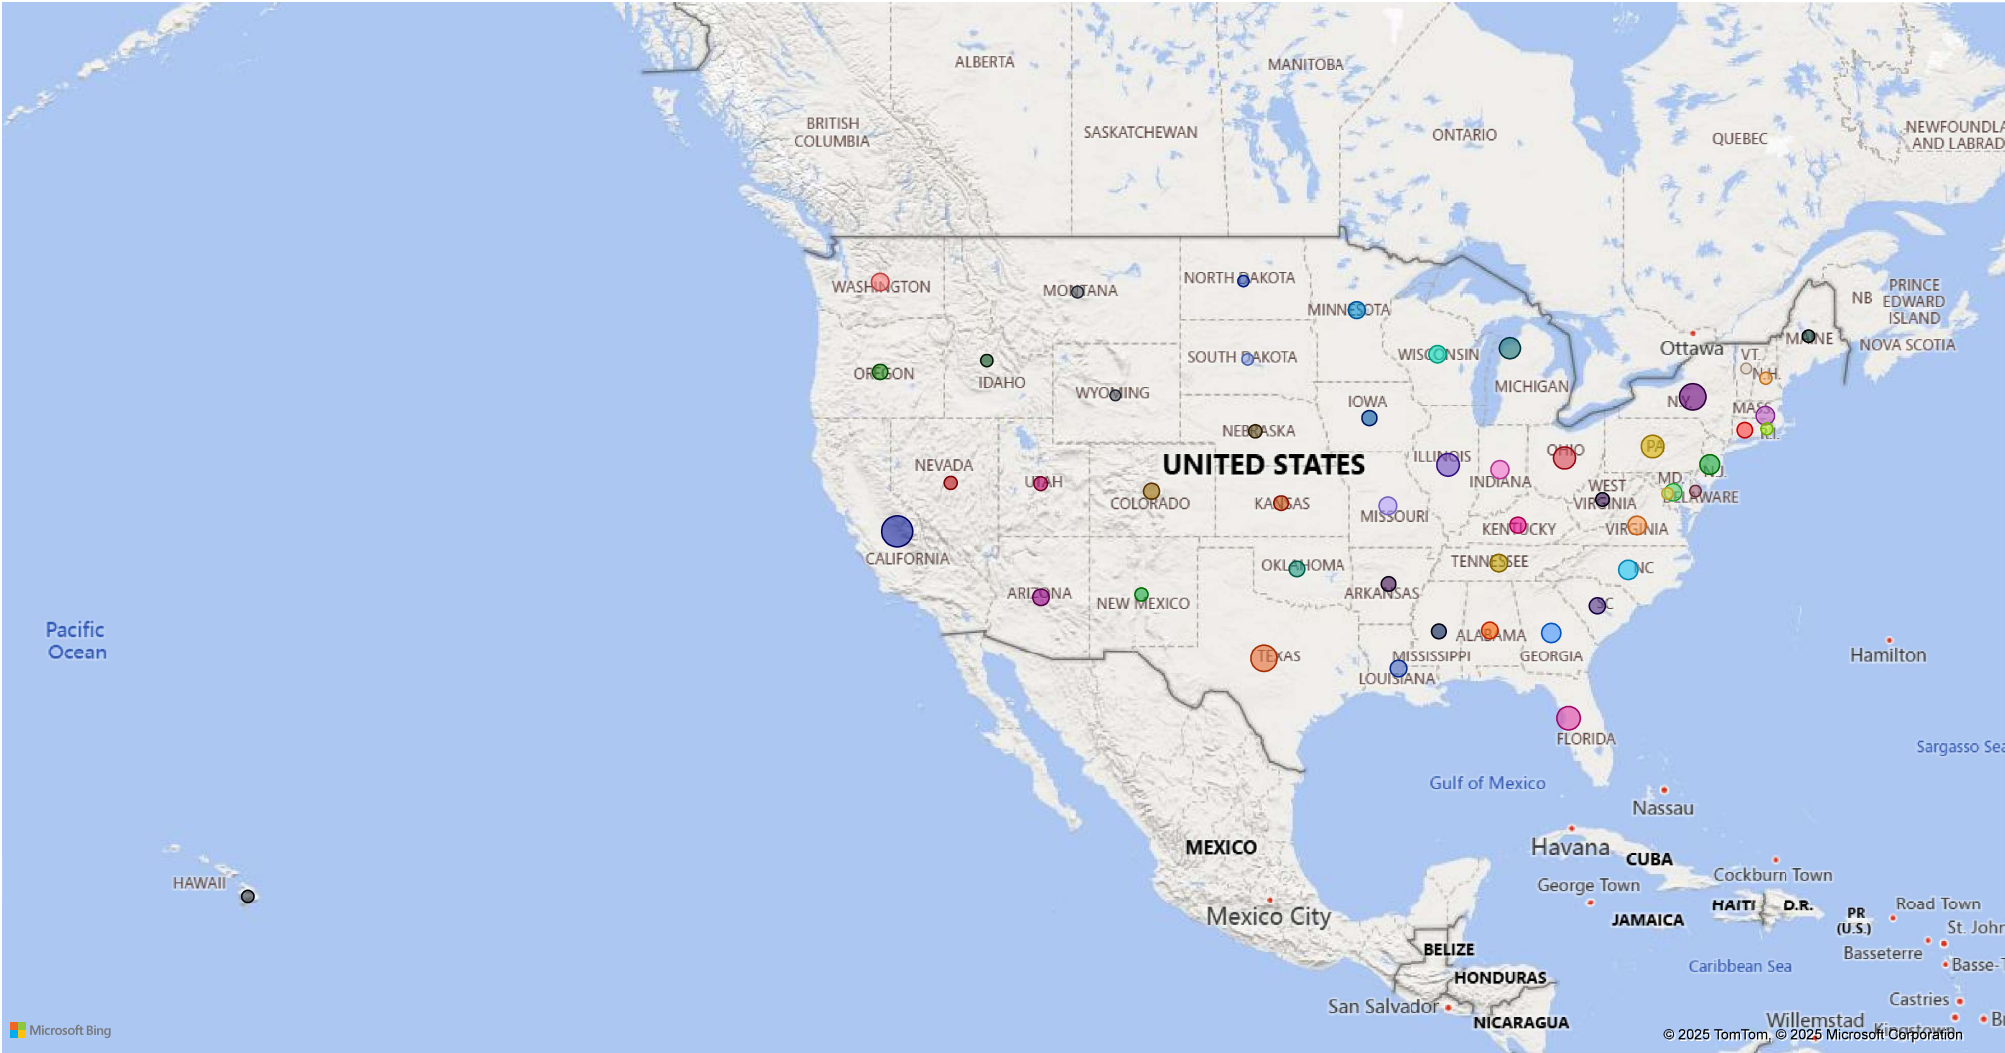 ALBERTA
MANITOBA
BRITISH
COLUMBIA
SASKATCHEWAN
ONTARIO
QUEBEC
NEWFOUNDLA
AND LABRAD
WASHINGTON
MONTANA
NORTH DAKOTA
MINNESOTA
NB
PRINCE
EDWARD
ISLAND
NOVA SCOTIA
MAINE
Ottawa
VT.
N.H.
OREGON
IDAHO
WYOMING
SOUTH DAKOTA
WISCONSIN
MICHIGAN
IOWA
N.Y.
MASS.
R.I.
NEBRASKA
UNITED STATES
ILLINOIS
OHIO
PA
NEVADA
UTAH
COLORADO
KANSAS
MISSOURI
INDIANA
WEST
VIRGINIA
MD.
N.J.
DELAWARE
CALIFORNIA
KENTUCKY
VIRGINIA
OKLAHOMA
TENNESSEE
NC
ARIZONA
NEW MEXICO
ARKANSAS
SC
Pacific
Ocean
TEXAS
MISSISSIPPI
ALABAMA
GEORGIA
LOUISIANA
Hamilton
FLORIDA
Sargasso Sea
Gulf of Mexico
Nassau
MEXICO
Havana
CUBA
Cockburn Town
HAWAII
George Town
HAITI
D.R.
JAMAICA
PR
(U.S.)
Road Town
St. John
Mexico City
BELIZE
Basseterre
Basse-T
Caribbean Sea
HONDURAS
San Salvador
NICARAGUA
Castries
Willemstad
Kingstown
B
Microsoft Bing
© 2025 TomTom, © 2025 Microsoft Corporation